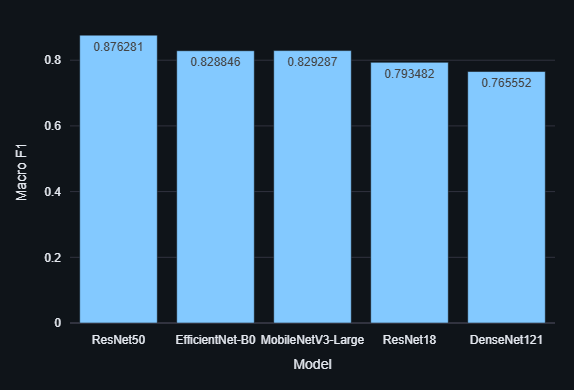 0.876281
0.828846
0.829287
0.793482
0.765552
0.8
0.6
0.4
0.2
0
Macro F1
ResNet50
EfficientNet-B0
MobileNetV3-Large
ResNet18
DenseNet121
Model